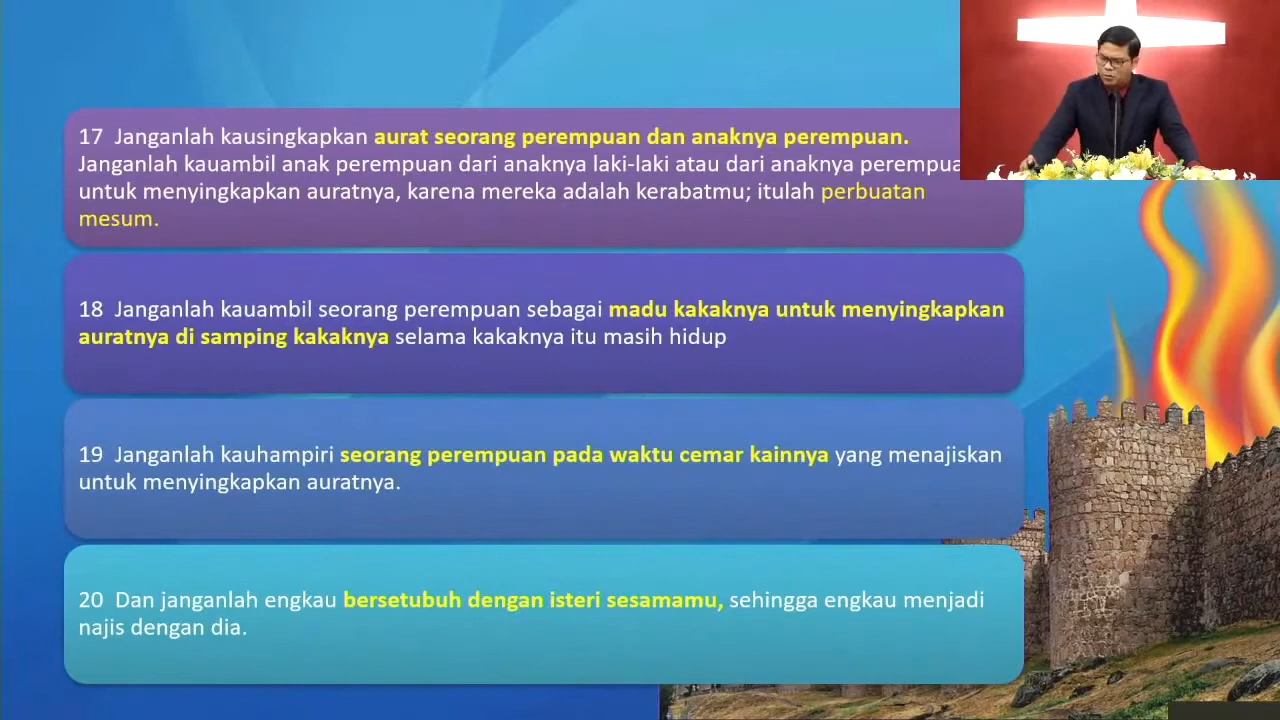 17 Janganlah kausingkapkan aurat seorang perempuan dan anaknya perempuan.
Janganlah kauambil anak perempuan dari anaknya laki-laki atau dari anaknya
untuk menyingkapkan auratnya, karena mereka adalah kerabatmu; itulah perbuatan
mesum.
18 Janganlah kauambil seorang perempuan sebagai madu kakaknya untuk menyingkapkan
auratnya di samping kakaknya selama kakaknya itu masih hidup
19 Janganlah kauhampiri seorang perempuan pada waktu cemar kainnya yang menajiskan
untuk menyingkapkan auratnya.
20 Dan janganlah engkau bersetubuh dengan isteri sesamamu, sehingga engkau menjadi
najis dengan dia.